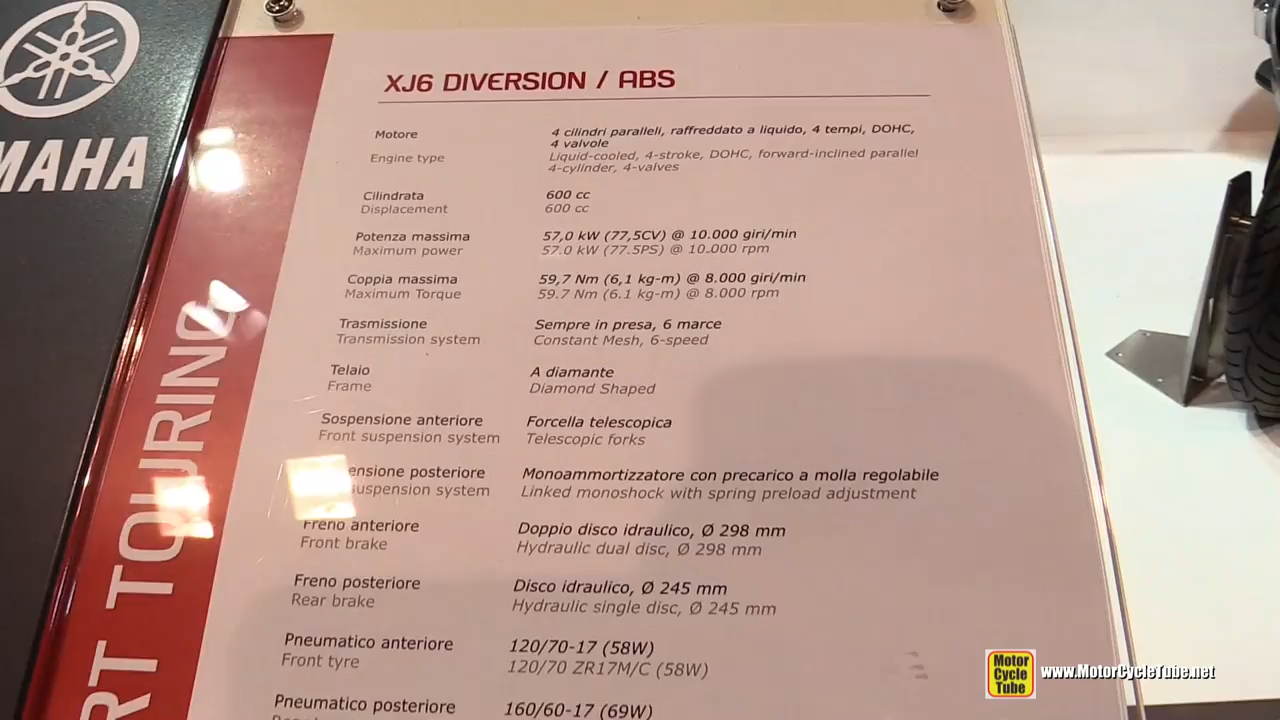 XJ6 DIVERSION / ABS
Motore 4 cilindri paralleli, raffreddato a liquido, 4 tempi, DOHC,
4 valvole
Engine type Liquid-cooled, 4-stroke, DOHC, forward-inclined parallel
4-cylinder, 4-valves
Cilindrata 600 cc
Displacement 600 cc
Potenza massima 57,0 kW (77,5CV) @ 10.000 giri/min
Maximum power 57.0 kW (77.5PS) @ 10.000 rpm
Coppia massima 59,7 Nm (6,1 kg-m) @ 8.000 giri/min
Maximum Torque 59.7 Nm (6.1 kg-m) @ 8.000 rpm
Trasmissione Sempre in presa, 6 marce
Transmission system Constant Mesh, 6-speed
Telaio A diamante
Frame Diamond Shaped
Sospensione anteriore Forcella telescopica
Front suspension system Telescopic forks
ensione posteriore Monoammortizzatore con precarico a molla regolabile
suspension system Linked monoshock with spring preload adjustment
Freno anteriore Doppio disco idraulico, Ø 298 mm
Front brake Hydraulic dual disc, Ø 298 mm
Freno posteriore Disco idraulico, Ø 245 mm
Rear brake Hydraulic single disc, Ø 245 mm
Pneumatico anteriore 120/70-17 (58W)
Front tyre 120/70 ZR17M/C (58W)
Pneumatico posteriore 160/60-17 (69W)
MAHA
RT TOURING
Motor
Cycle
Tube
www.MotorCycleTube.net